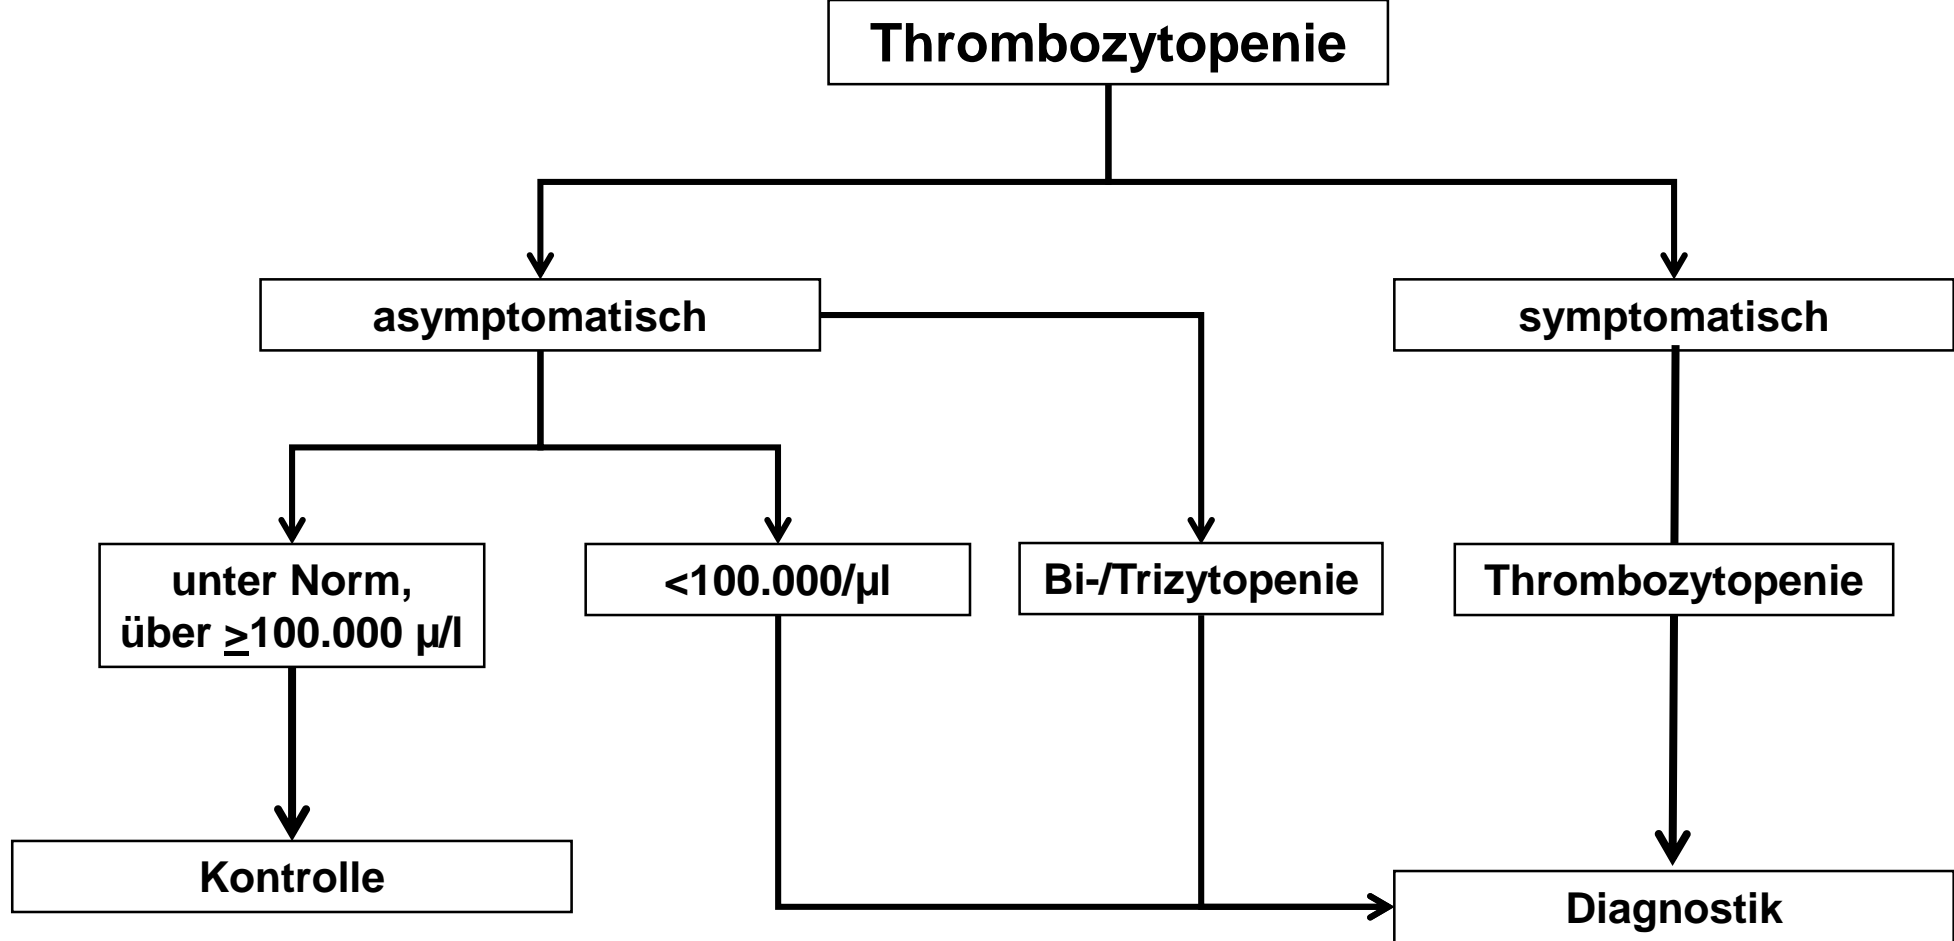 Thrombozytopenie
asymptomatisch
symptomatisch
unter Norm,
über ≥100.000 µ/l
<100.000/µl
Bi-/Trizytopenie
Thrombozytopenie
Kontrolle
Diagnostik